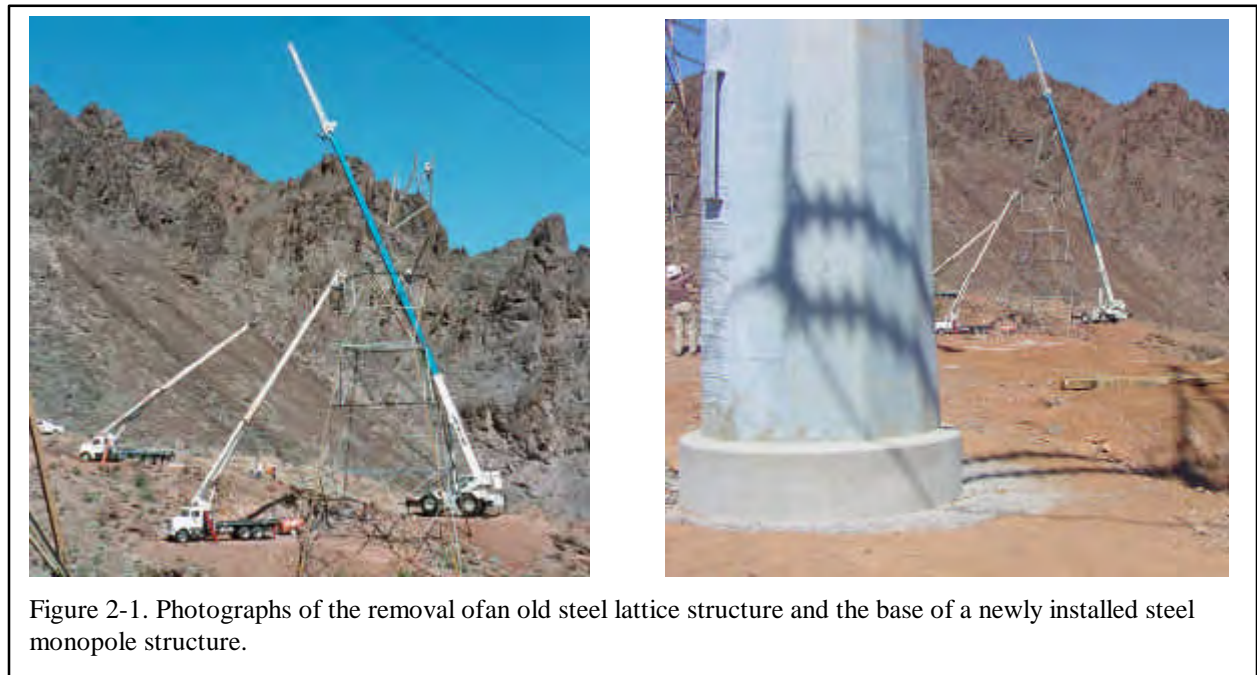 Figure 2-1. Photographs of the removal ofan old steel lattice structure and the base of a newly installed steel
monopole structure.